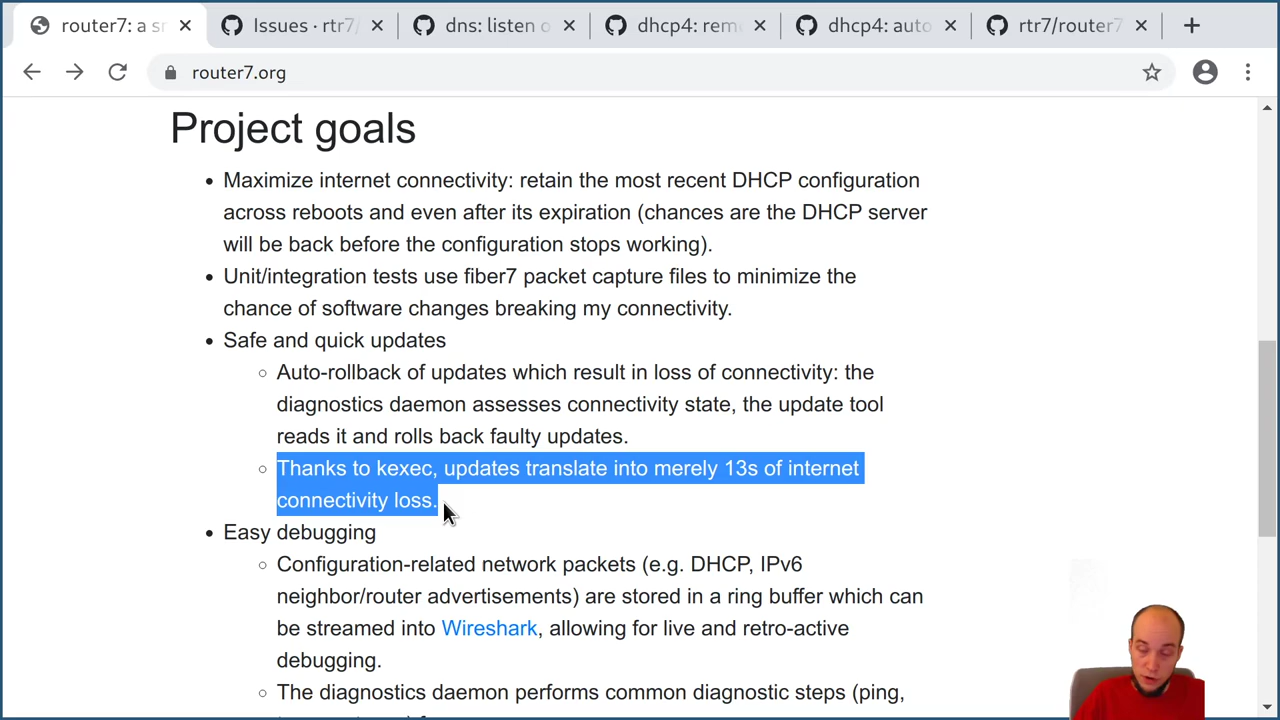 router7: a sr
Issues · rtr7/
dns: listen o
dhcp4: rem
dhcp4: auto
rtr7/router7
router7.org
Project goals
• Maximize internet connectivity: retain the most recent DHCP configuration
across reboots and even after its expiration (chances are the DHCP server
will be back before the configuration stops working).
• Unit/integration tests use fiber7 packet capture files to minimize the
chance of software changes breaking my connectivity.
• Safe and quick updates
○ Auto-rollback of updates which result in loss of connectivity: the
diagnostics daemon assesses connectivity state, the update tool
reads it and rolls back faulty updates.
○ Thanks to kexec, updates translate into merely 13s of internet
connectivity loss.
• Easy debugging
○ Configuration-related network packets (e.g. DHCP, IPv6
neighbor/router advertisements) are stored in a ring buffer which can
be streamed into Wireshark, allowing for live and retro-active
debugging.
○ The diagnostics daemon performs common diagnostic steps (ping,